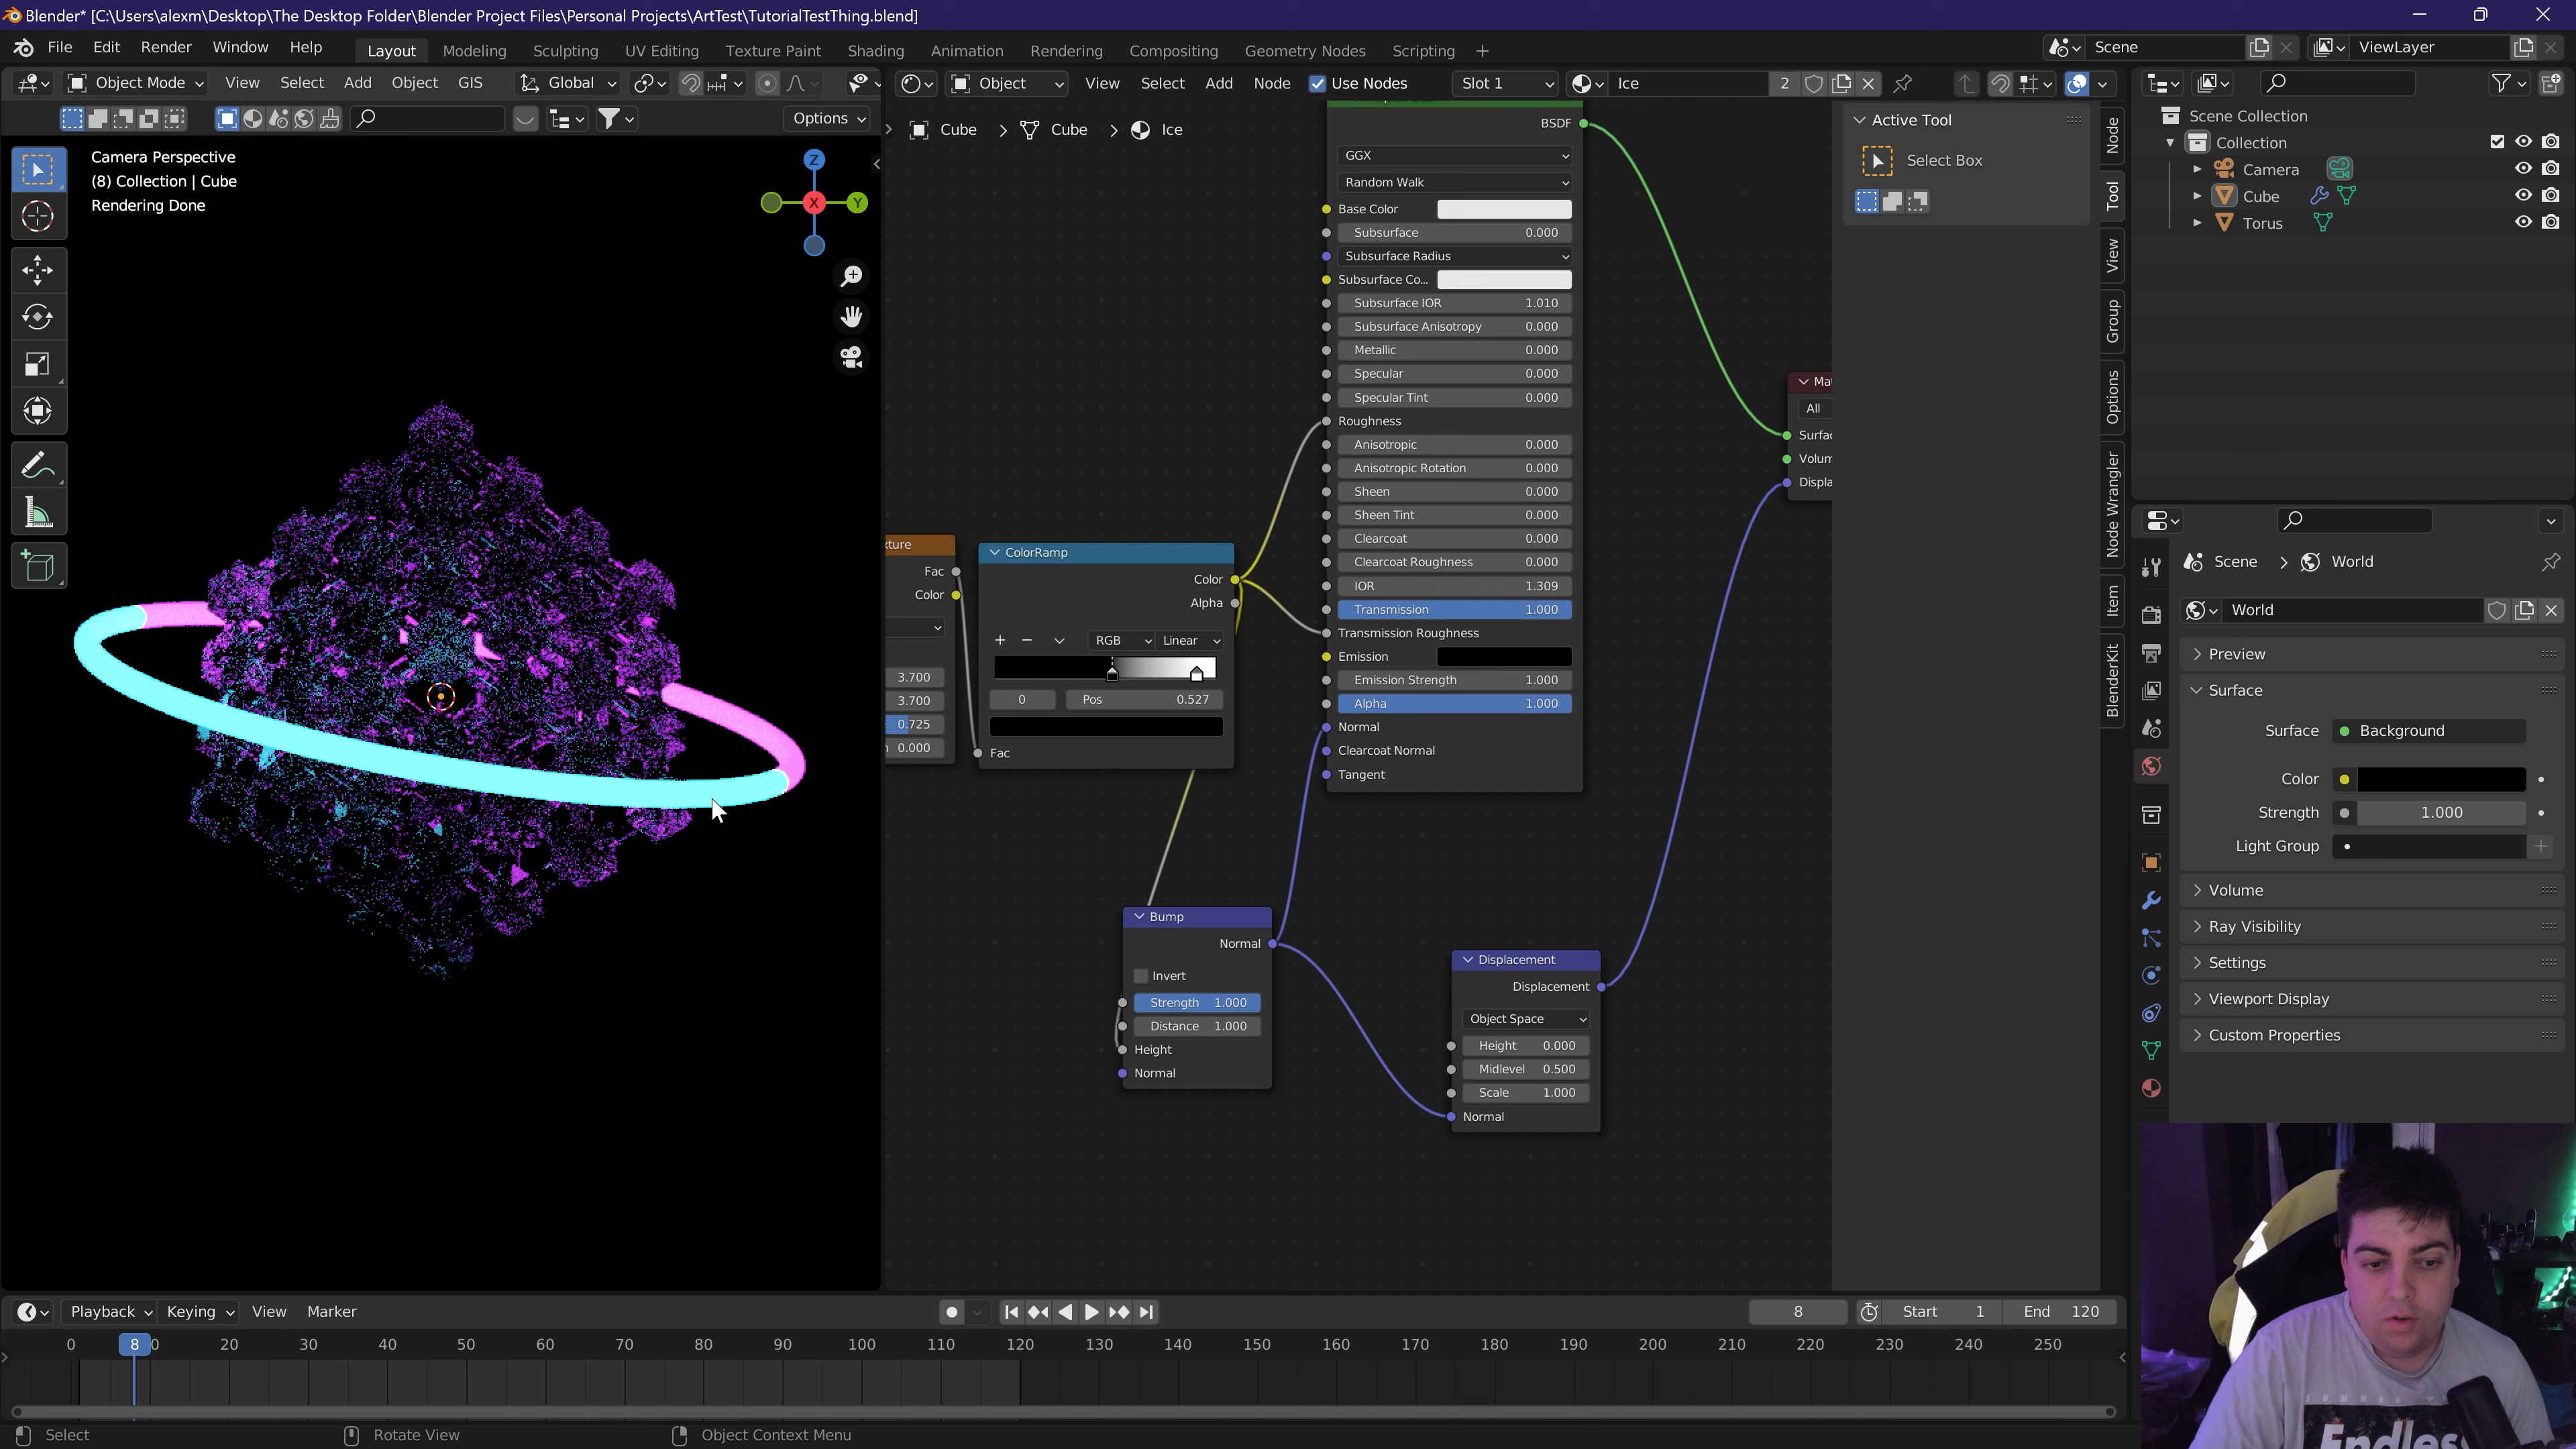 Blender* [C:\Users\alexm\Desktop\The Desktop Folder\Blender Project Files\Personal Projects\ArtTest\TutorialTestThing.blend]
File Edit Render Window Help Layout Modeling Sculpting UV Editing Texture Paint Shading Animation Rendering Compositing Geometry Nodes Scripting + Scene ViewLayer
Object Mode View Select Add Object GIS Global Object View Select Add Node Use Nodes Slot 1 Ice 2
Options
Camera Perspective
(8) Collection | Cube
Rendering Done
Z
X
Y
Cube > Cube > Ice
BSDF
GGX
Random Walk
Base Color
Subsurface 0.000
Subsurface Radius
Subsurface Co...
Subsurface IOR 1.010
Subsurface Anisotropy 0.000
Metallic 0.000
Specular 0.000
Specular Tint 0.000
Roughness
Anisotropic 0.000
Anisotropic Rotation 0.000
Sheen 0.000
Sheen Tint 0.000
Clearcoat 0.000
Clearcoat Roughness 0.000
IOR 1.309
Transmission 1.000
Transmission Roughness
Emission
Emission Strength 1.000
Alpha 1.000
Normal
Clearcoat Normal
Tangent
xture
Fac
Color
3.700
3.700
0.725
n 0.000
ColorRamp
Color
Alpha
RGB Linear
0 Pos 0.527
Fac
Bump
Normal
Invert
Strength 1.000
Distance 1.000
Height
Normal
Displacement
Displacement
Object Space
Height 0.000
Midlevel 0.500
Scale 1.000
Normal
Mat
All
Surfac
Volum
Displa
Active Tool
Select Box
Node
Tool
View
Group
Options
Node Wrangler
Item
BlenderKit
Scene Collection
Collection
Camera
Cube
Torus
Scene > World
World
Preview
Surface
Surface Background
Color
Strength 1.000
Light Group
Volume
Ray Visibility
Settings
Viewport Display
Custom Properties
Playback Keying View Marker 8 Start 1 End 120
0 8 0 20 30 40 50 60 70 80 90 100 110 120 130 140 150 160 170 180 190 200 210 220 230 240 250
Select Rotate View Object Context Menu
Endles